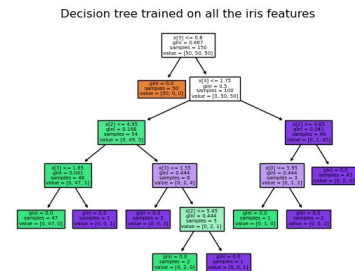 Decision tree trained on all the iris features
x[3] <= 0.8
gini = 0.667
samples = 150
value = [50, 50, 50]
gini = 0.0
samples = 50
value = [50, 0, 0]
x[3] <= 1.75
gini = 0.5
samples = 100
value = [0, 50, 50]
x[2] <= 4.95
gini = 0.168
samples = 54
value = [0, 49, 5]
x[2] <= 4.85
gini = 0.043
samples = 46
value = [0, 1, 45]
x[3] <= 1.65
gini = 0.041
samples = 48
value = [0, 47, 1]
x[3] <= 1.55
gini = 0.444
samples = 6
value = [0, 2, 4]
gini = 0.444
samples = 3
value = [0, 1, 2]
gini = 0.0
samples = 43
value = [0, 0, 43]
gini = 0.0
samples = 47
value = [0, 47, 0]
gini = 0.0
samples = 1
value = [0, 0, 1]
gini = 0.0
samples = 3
value = [0, 0, 3]
x[2] <= 5.45
gini = 0.444
samples = 3
value = [0, 2, 1]
gini = 0.0
samples = 1
value = [0, 1, 0]
gini = 0.0
samples = 2
value = [0, 0, 2]
gini = 0.0
samples = 2
value = [0, 2, 0]
gini = 0.0
samples = 1
value = [0, 0, 1]